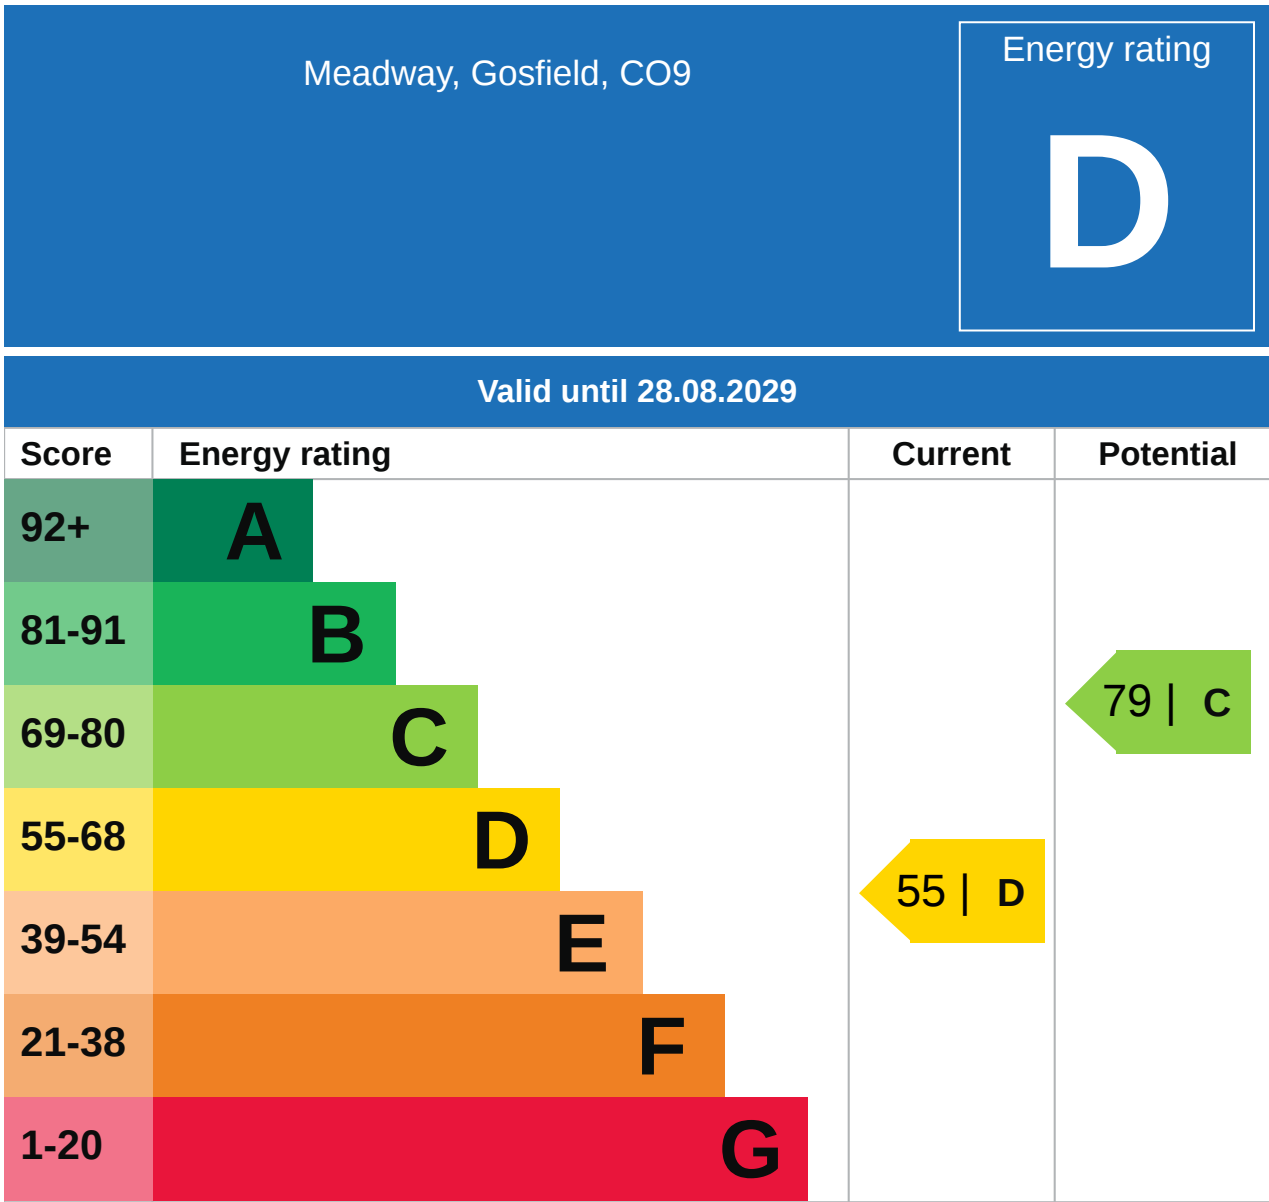 Meadway, Gosfield, CO9
Energy rating
D
Valid until 28.08.2029
Score Energy rating Current Potential
92+ A
81-91 B
69-80 C 79 | C
55-68 D
55 | D
39-54 E
21-38 F
1-20 G